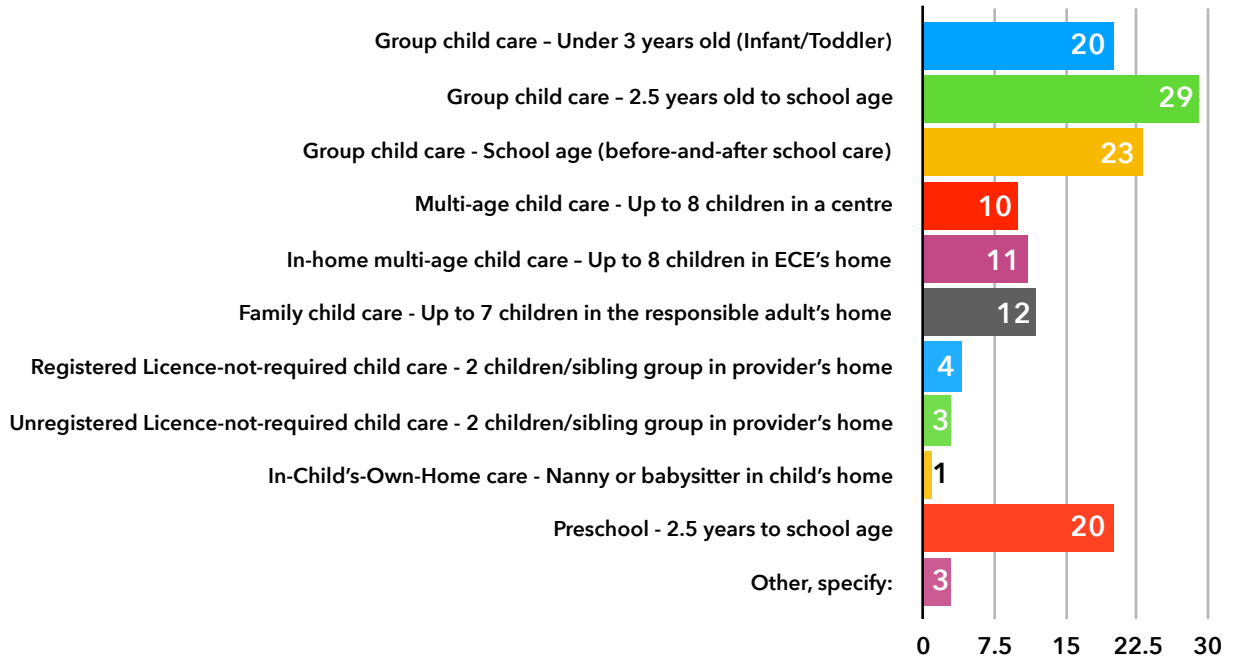 Group child care – Under 3 years old (Infant/Toddler) 20
Group child care – 2.5 years old to school age 29
Group child care - School age (before-and-after school care) 23
Multi-age child care - Up to 8 children in a centre 10
In-home multi-age child care – Up to 8 children in ECE’s home 11
Family child care - Up to 7 children in the responsible adult’s home 12
Registered Licence-not-required child care - 2 children/sibling group in provider’s home 4
Unregistered Licence-not-required child care - 2 children/sibling group in provider’s home 3
In-Child’s-Own-Home care - Nanny or babysitter in child’s home 1
Preschool - 2.5 years to school age 20
Other, specify: 3
0 7.5 15 22.5 30